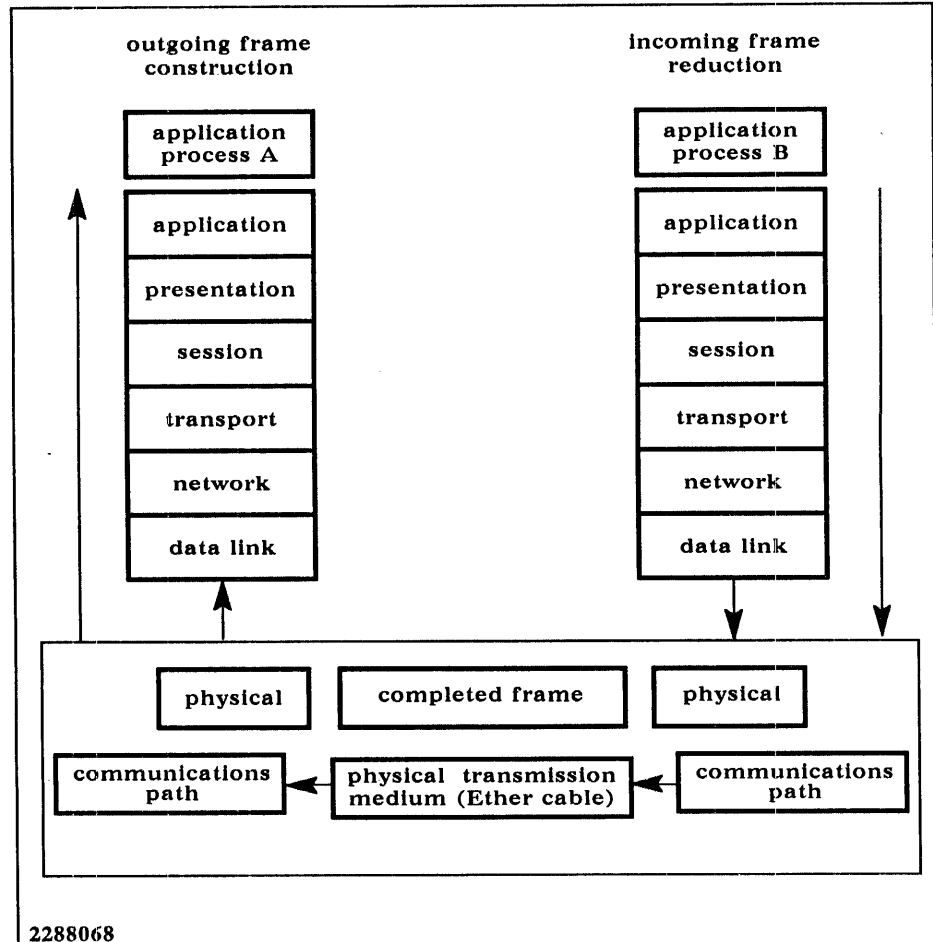 outgoing frame
construction
incoming frame
reduction
application
process A
application
process B
application
presentation
session
transport
network
data link
application
presentation
session
transport
network
data link
physical
completed frame
physical
communications
path
physical transmission
medium (Ether cable)
communications
path
2288068